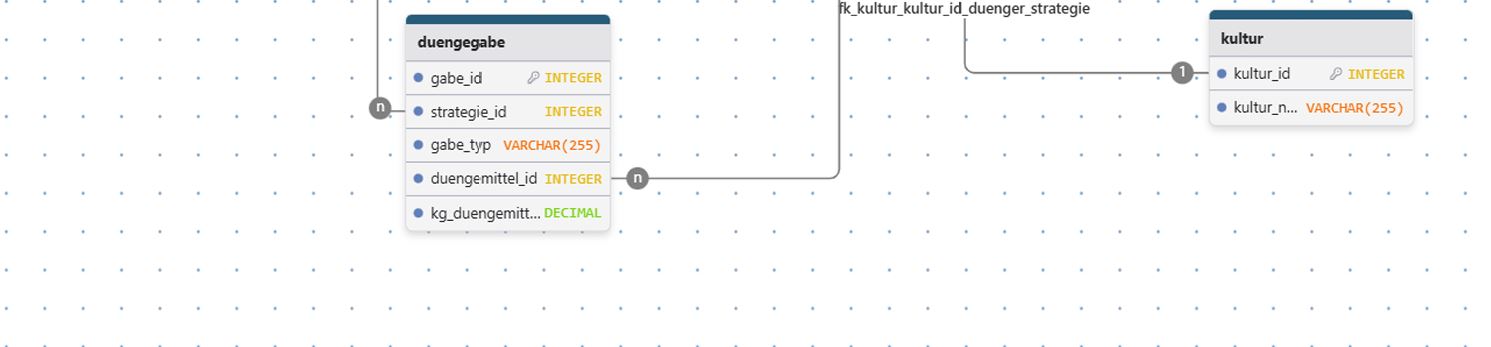 fk_kultur_kultur_id_duenger_strategie
duengegabe
gabe_id INTEGER
n
strategie_id INTEGER
gabe_typ VARCHAR(255)
duengemittel_id INTEGER
n
kg_duengemitt... DECIMAL
kultur
1
kultur_id INTEGER
kultur_n... VARCHAR(255)